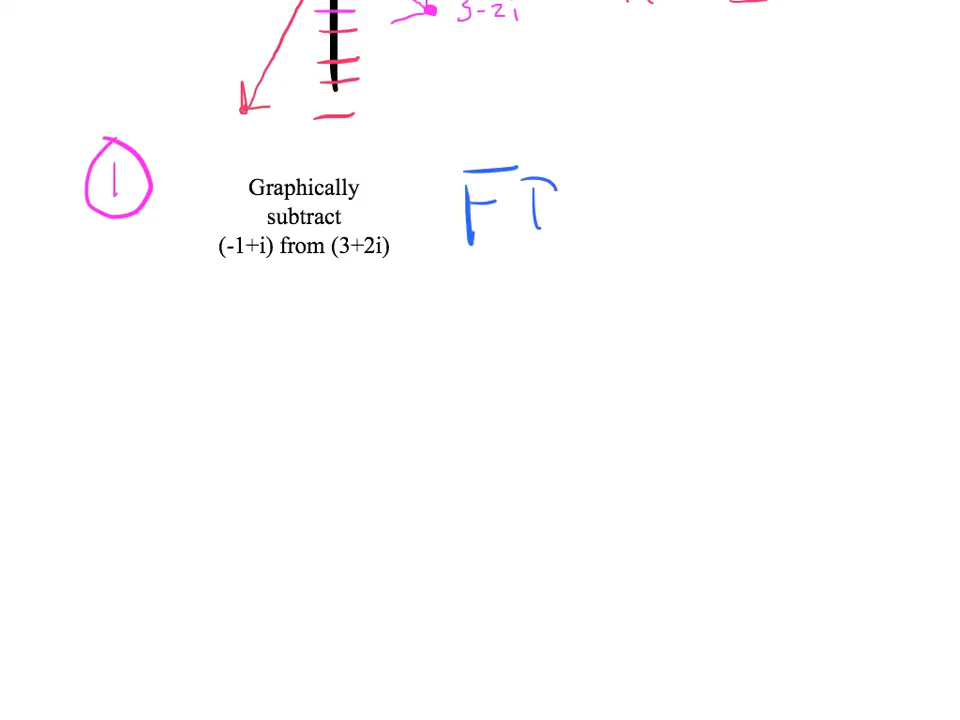 3-2i
1
Graphically
subtract
(-1+i) from (3+2i)
FT